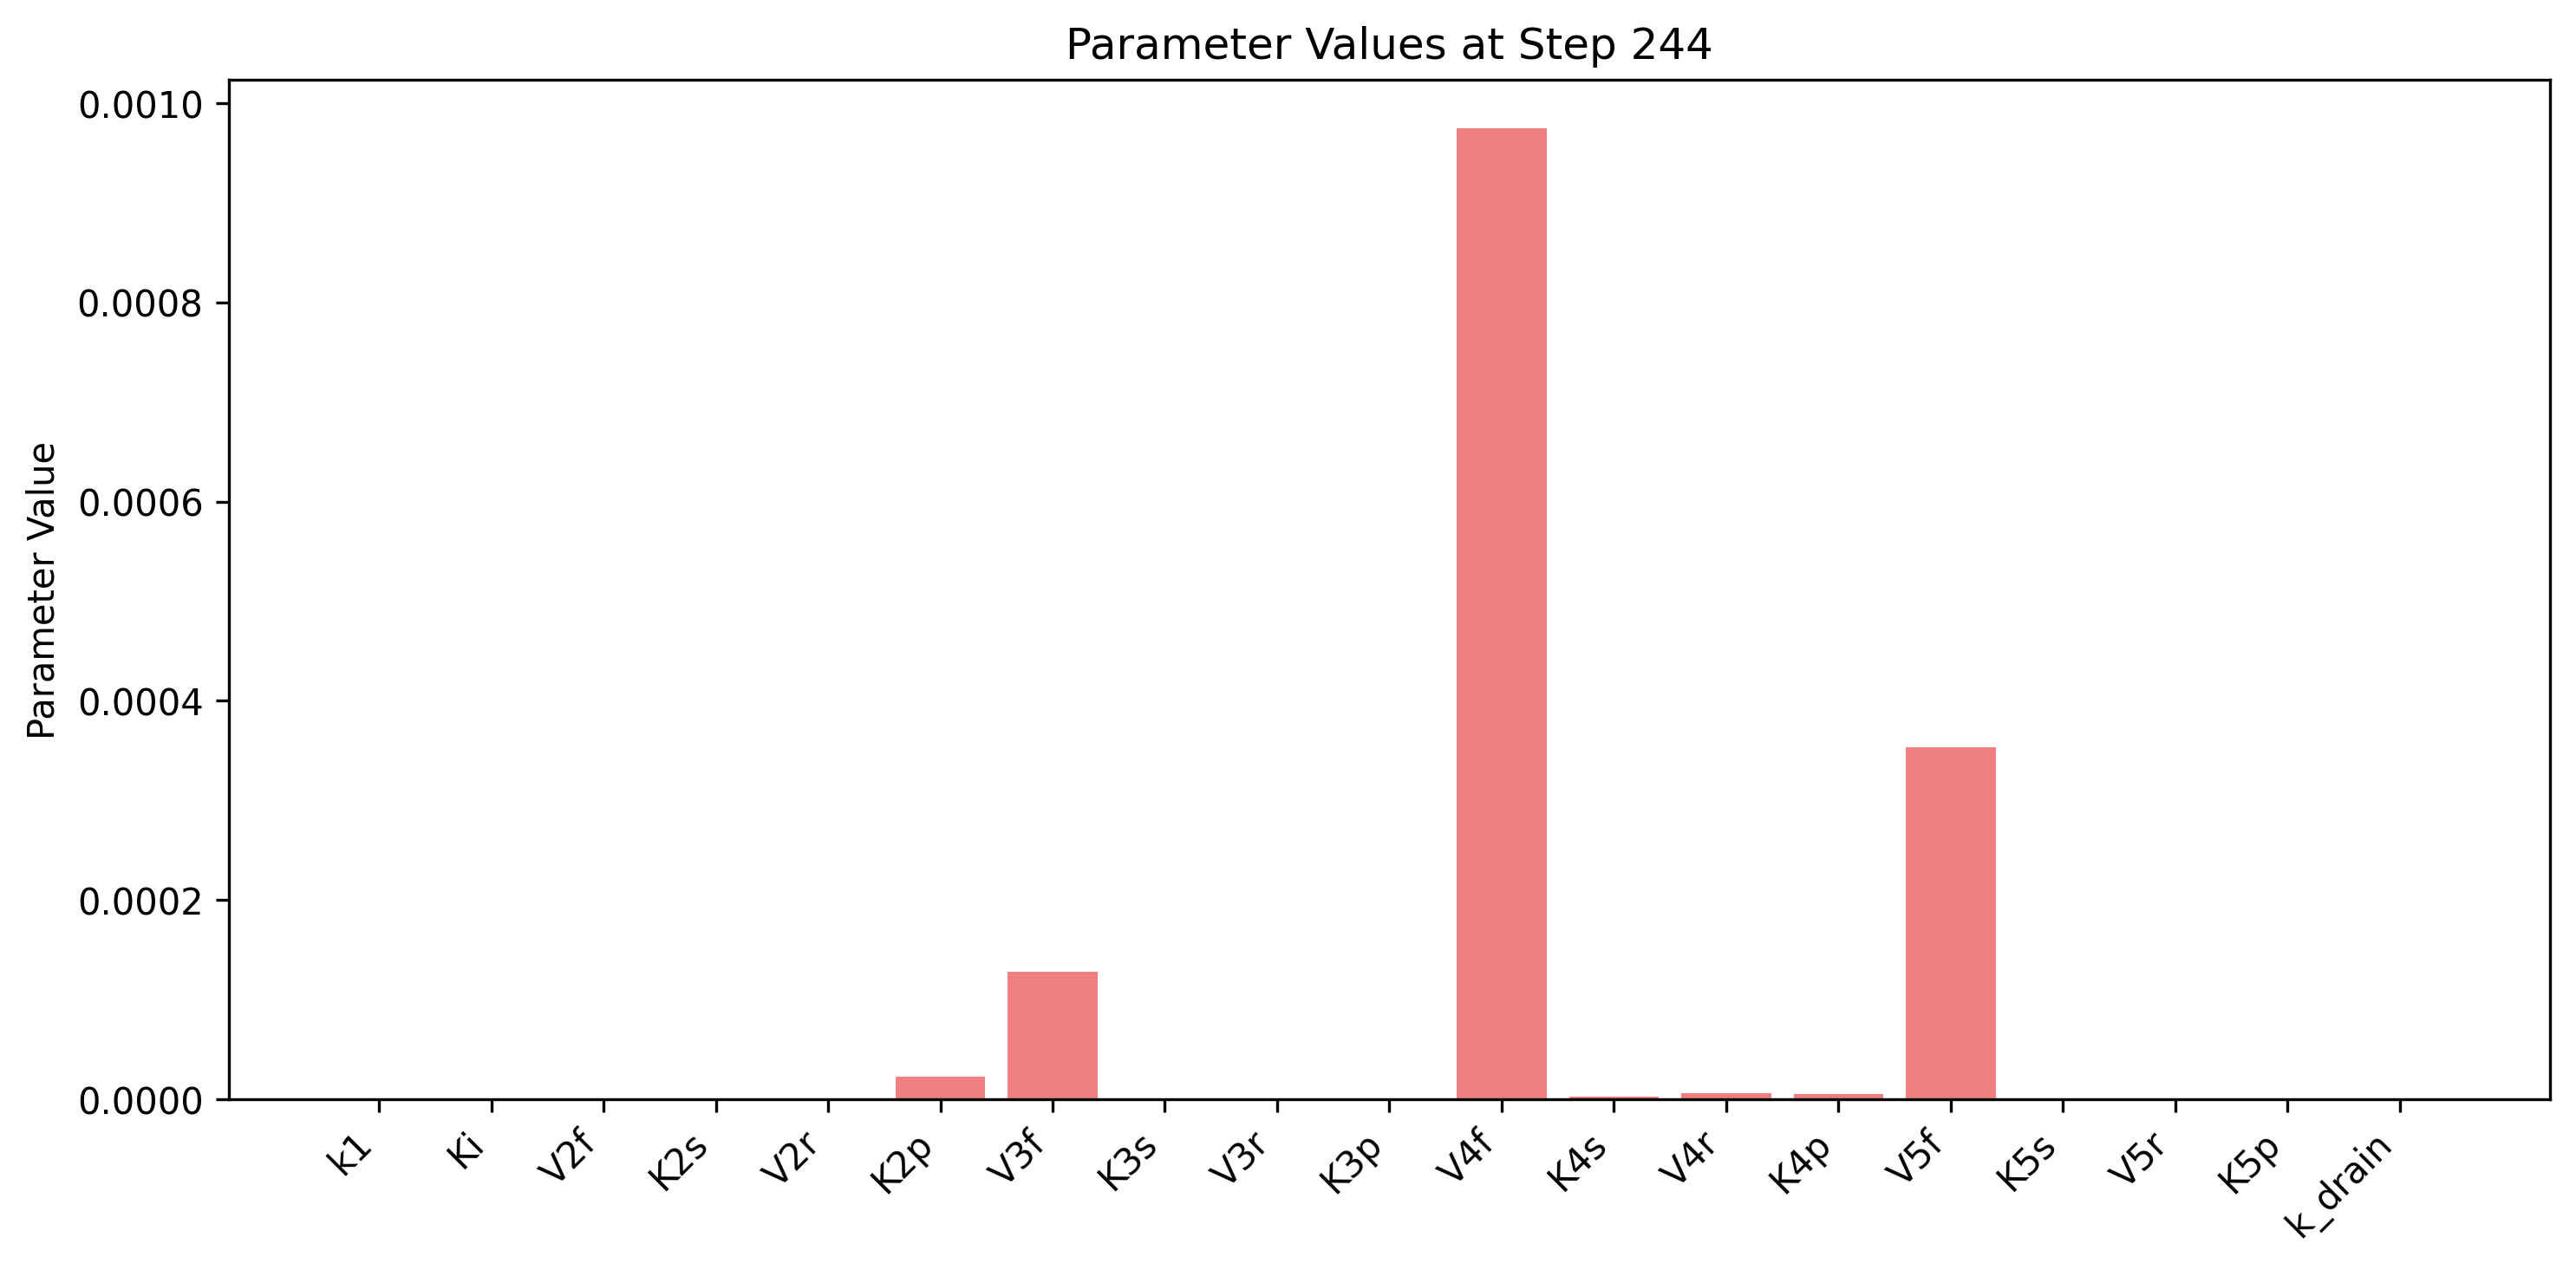 Parameter Values at Step 244
Parameter Value
0.0010
0.0008
0.0006
0.0004
0.0002
0.0000
k1
Ki
V2f
K2s
V2r
K2p
V3f
K3s
V3r
K3p
V4f
K4s
V4r
K4p
V5f
K5s
V5r
K5p
k_drain